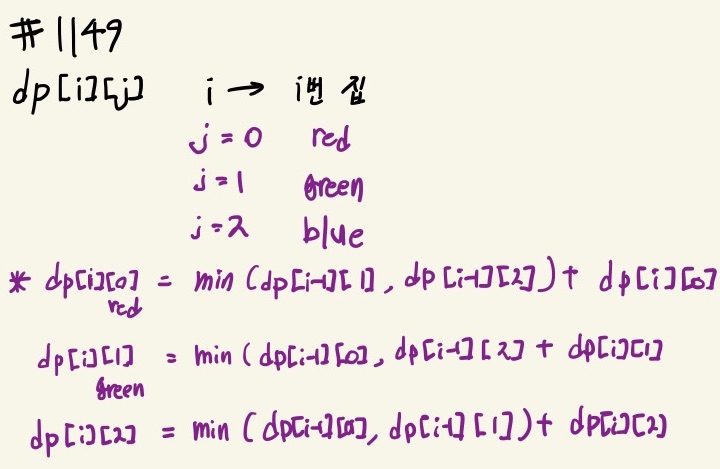 #1149
dp[i][j] i → i번 집
j = 0 red
j = 1 green
j = 2 blue
* dp[i][0] = min (dp[i-1][1], dp[i-1][2]) + dp[i][0]
red
dp[i][1] = min (dp[i-1][0], dp[i-1][2] + dp[i][1]
green
dp[i][2] = min (dp[i-1][0], dp[i-1][1]) + dp[i][2]